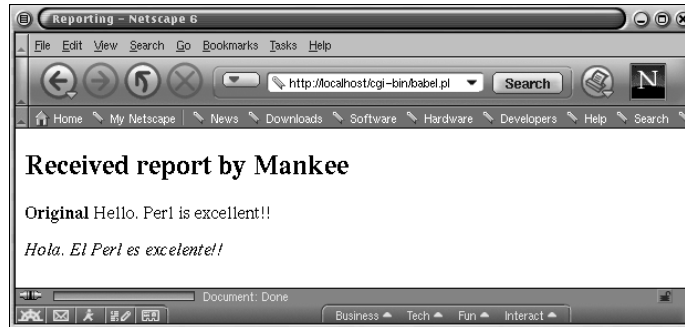 Reporting - Netscape 6
File Edit View Search Go Bookmarks Tasks Help
http://localhost/cgi-bin/babel.pl Search N
Home My Netscape News Downloads Software Hardware Developers Help Search
Received report by Mankee
Original Hello. Perl is excellent!!
Hola. El Perl es excelente!!
Document: Done
Business Tech Fun Interact